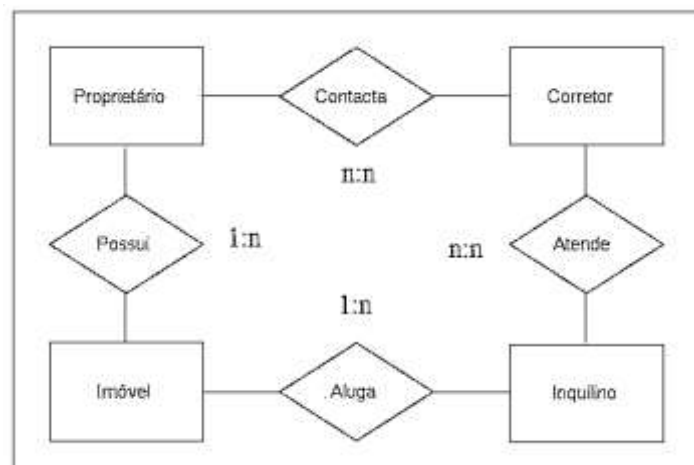 Proprietário
Contacta
Corretor
n:n
Possui
1:n
n:n
Atende
1:n
Imóvel
Aluga
Inquilino